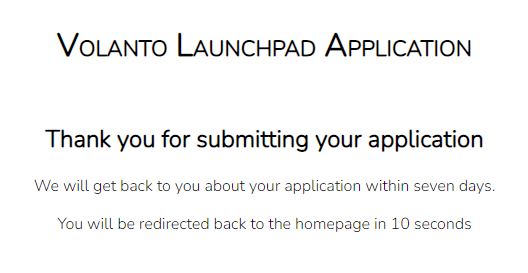 Volanto Launchpad Application
Thank you for submitting your application
We will get back to you about your application within seven days.
You will be redirected back to the homepage in 10 seconds